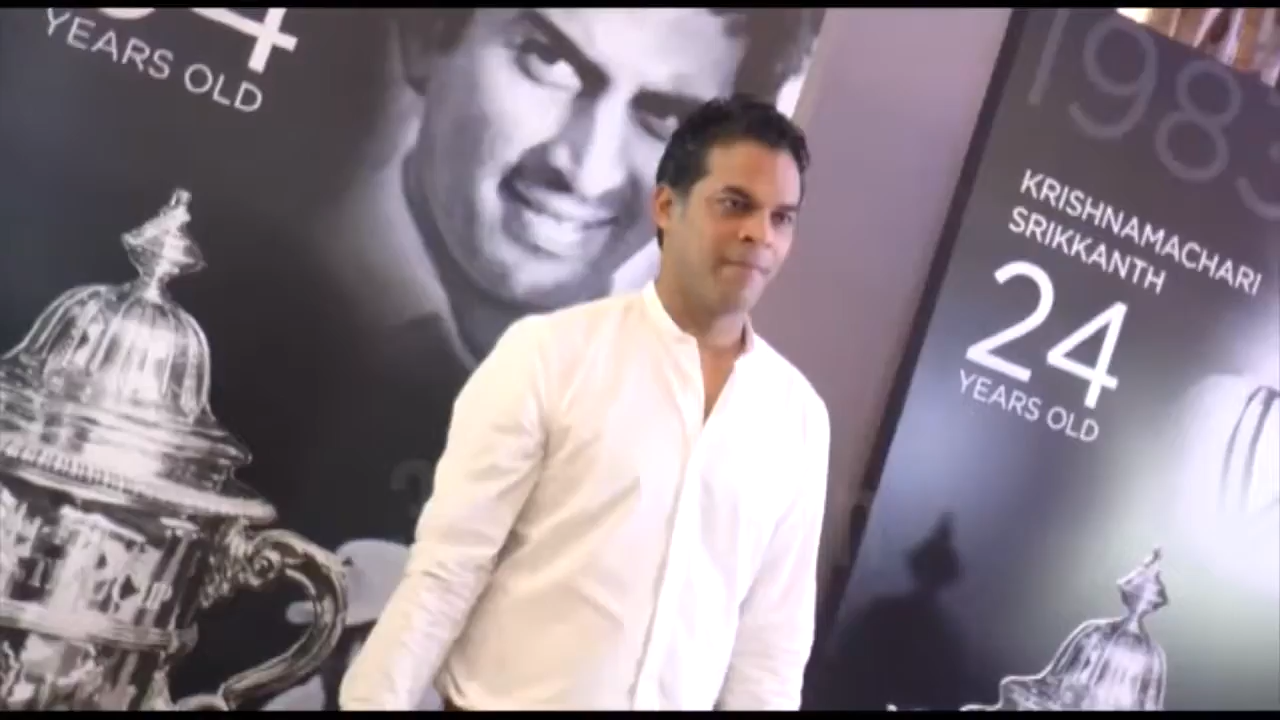 YEARS OLD
1983
KRISHNAMACHARI
SRIKKANTH
24
YEARS OLD